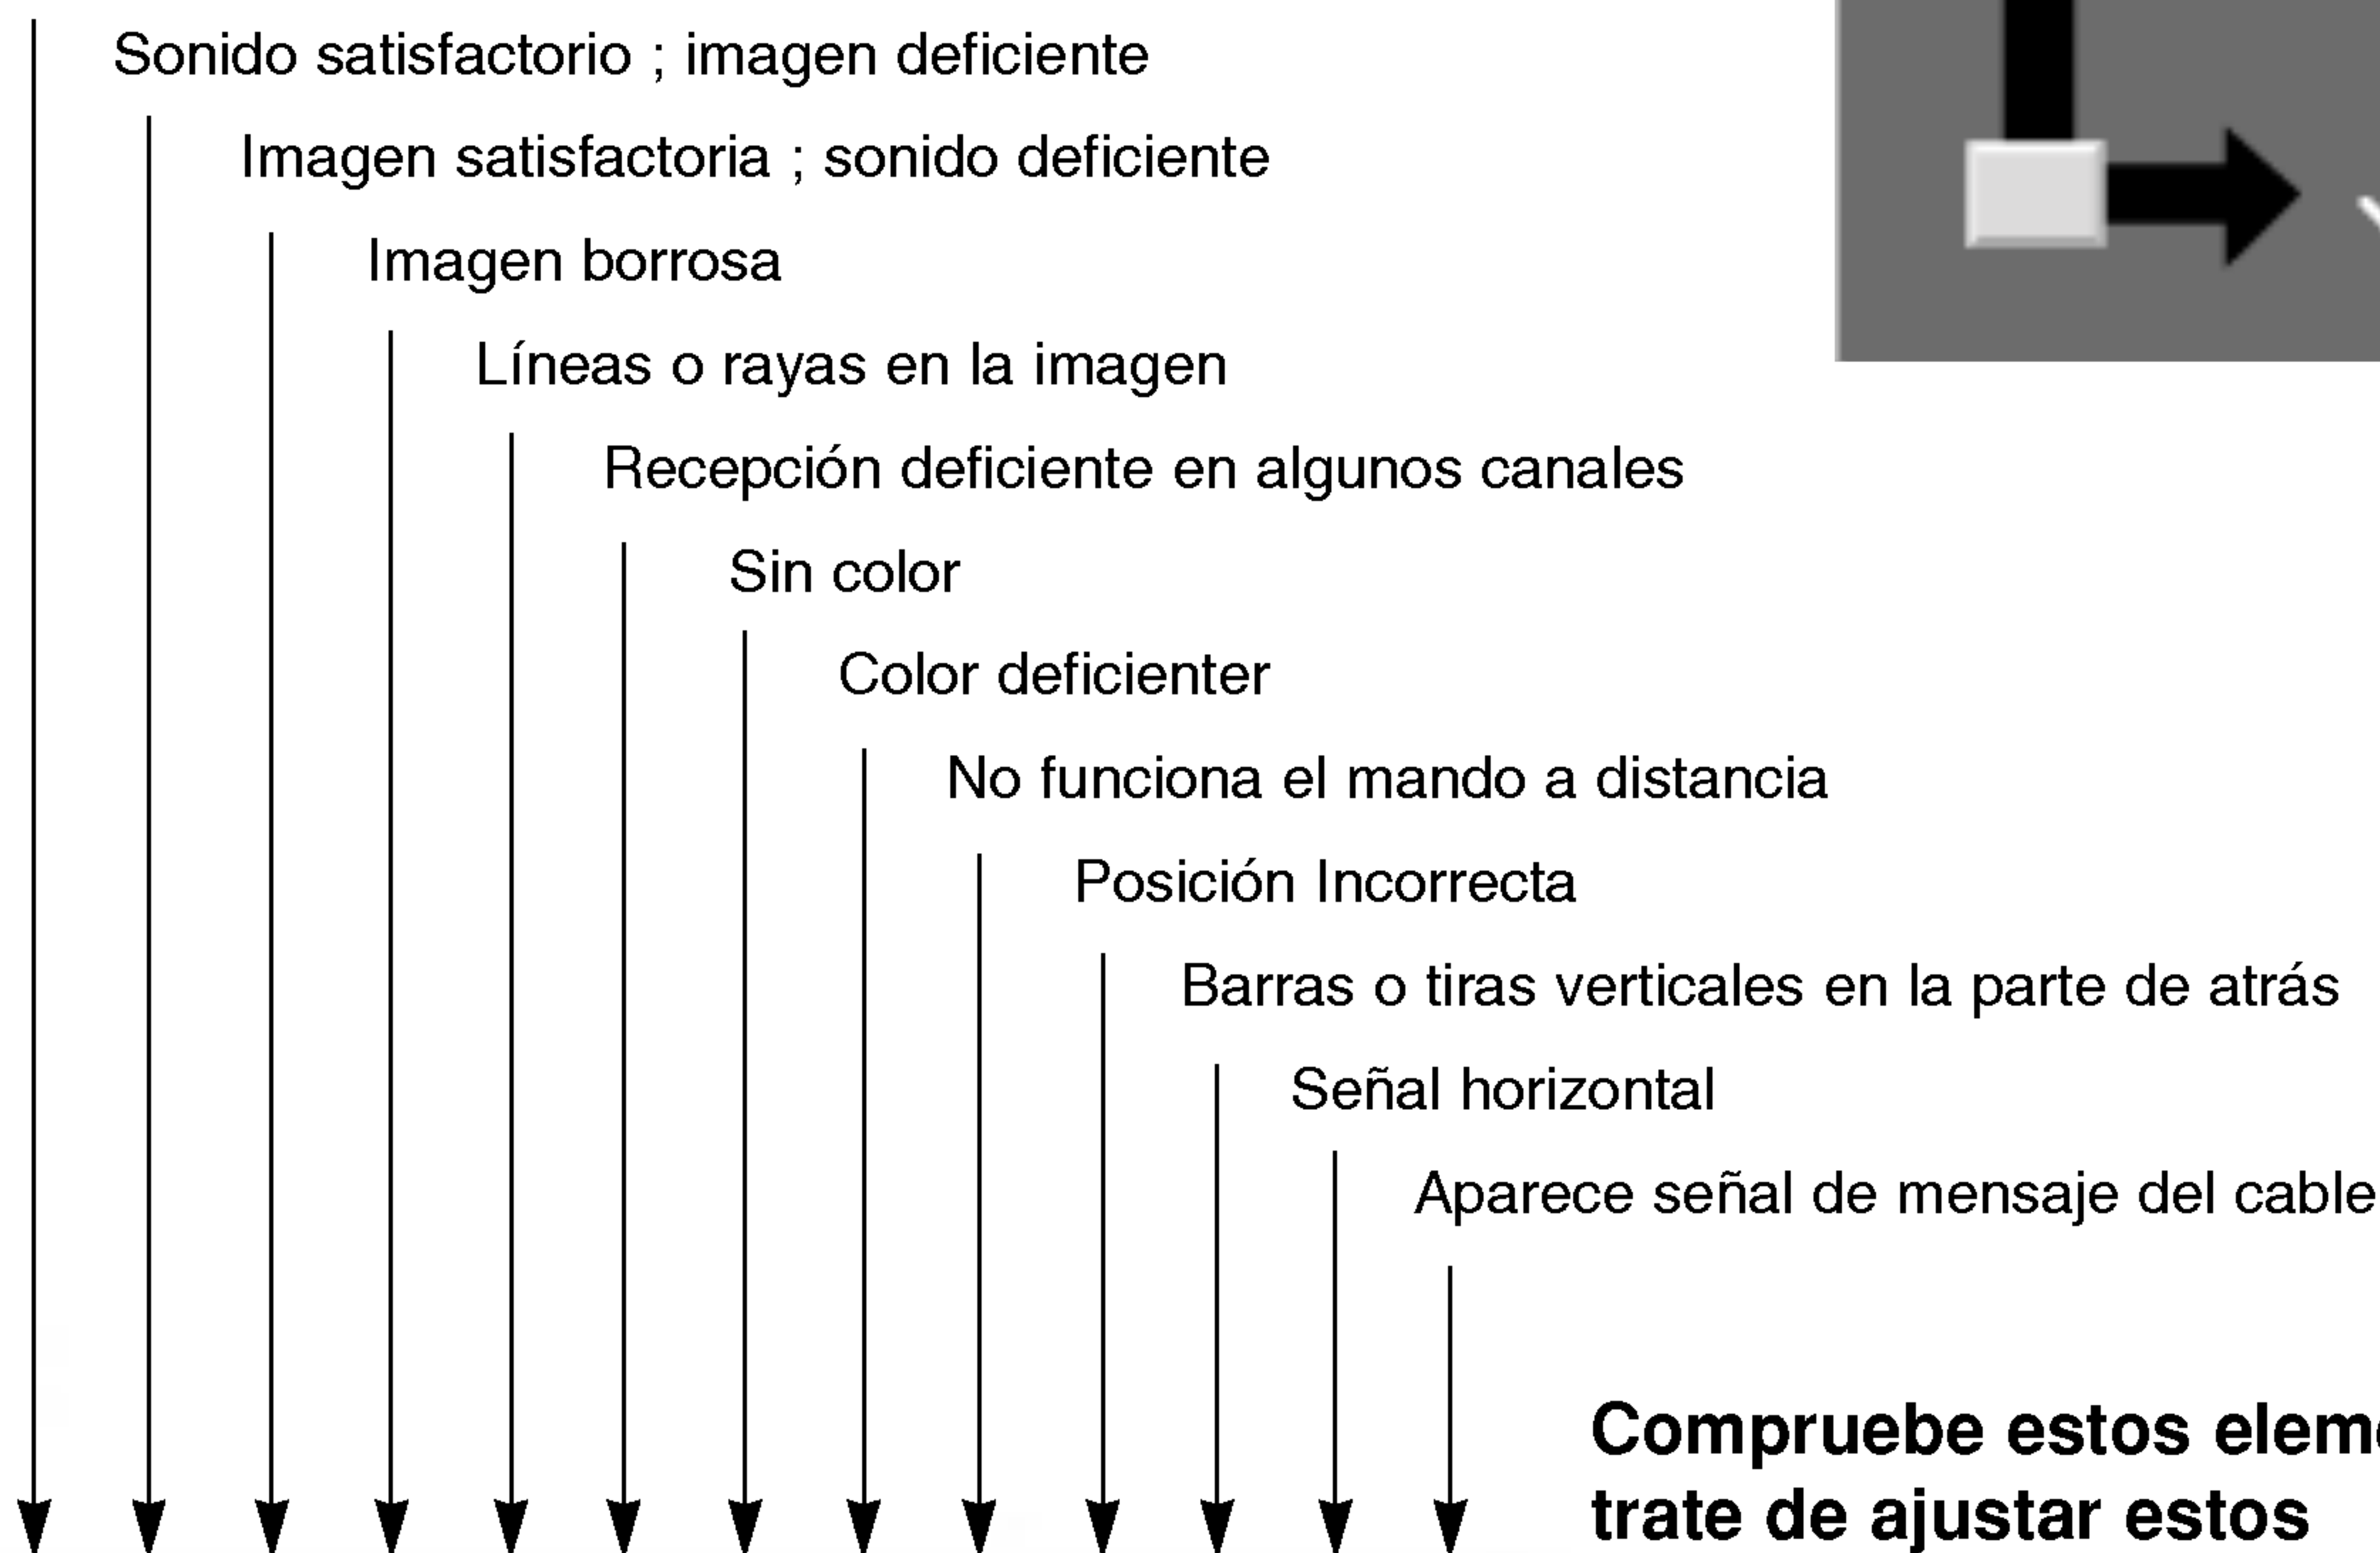 Sonido satisfactorio ; imagen deficiente
Imagen satisfactoria ; sonido deficiente
Imagen borrosa
Líneas o rayas en la imagen
Recepción deficiente en algunos canales
Sin color
Color deficienter
No funciona el mando a distancia
Posición Incorrecta
Barras o tiras verticales en la parte de atrás
Señal horizontal
Aparece señal de mensaje del cable
Compruebe estos
trate de ajustar estos